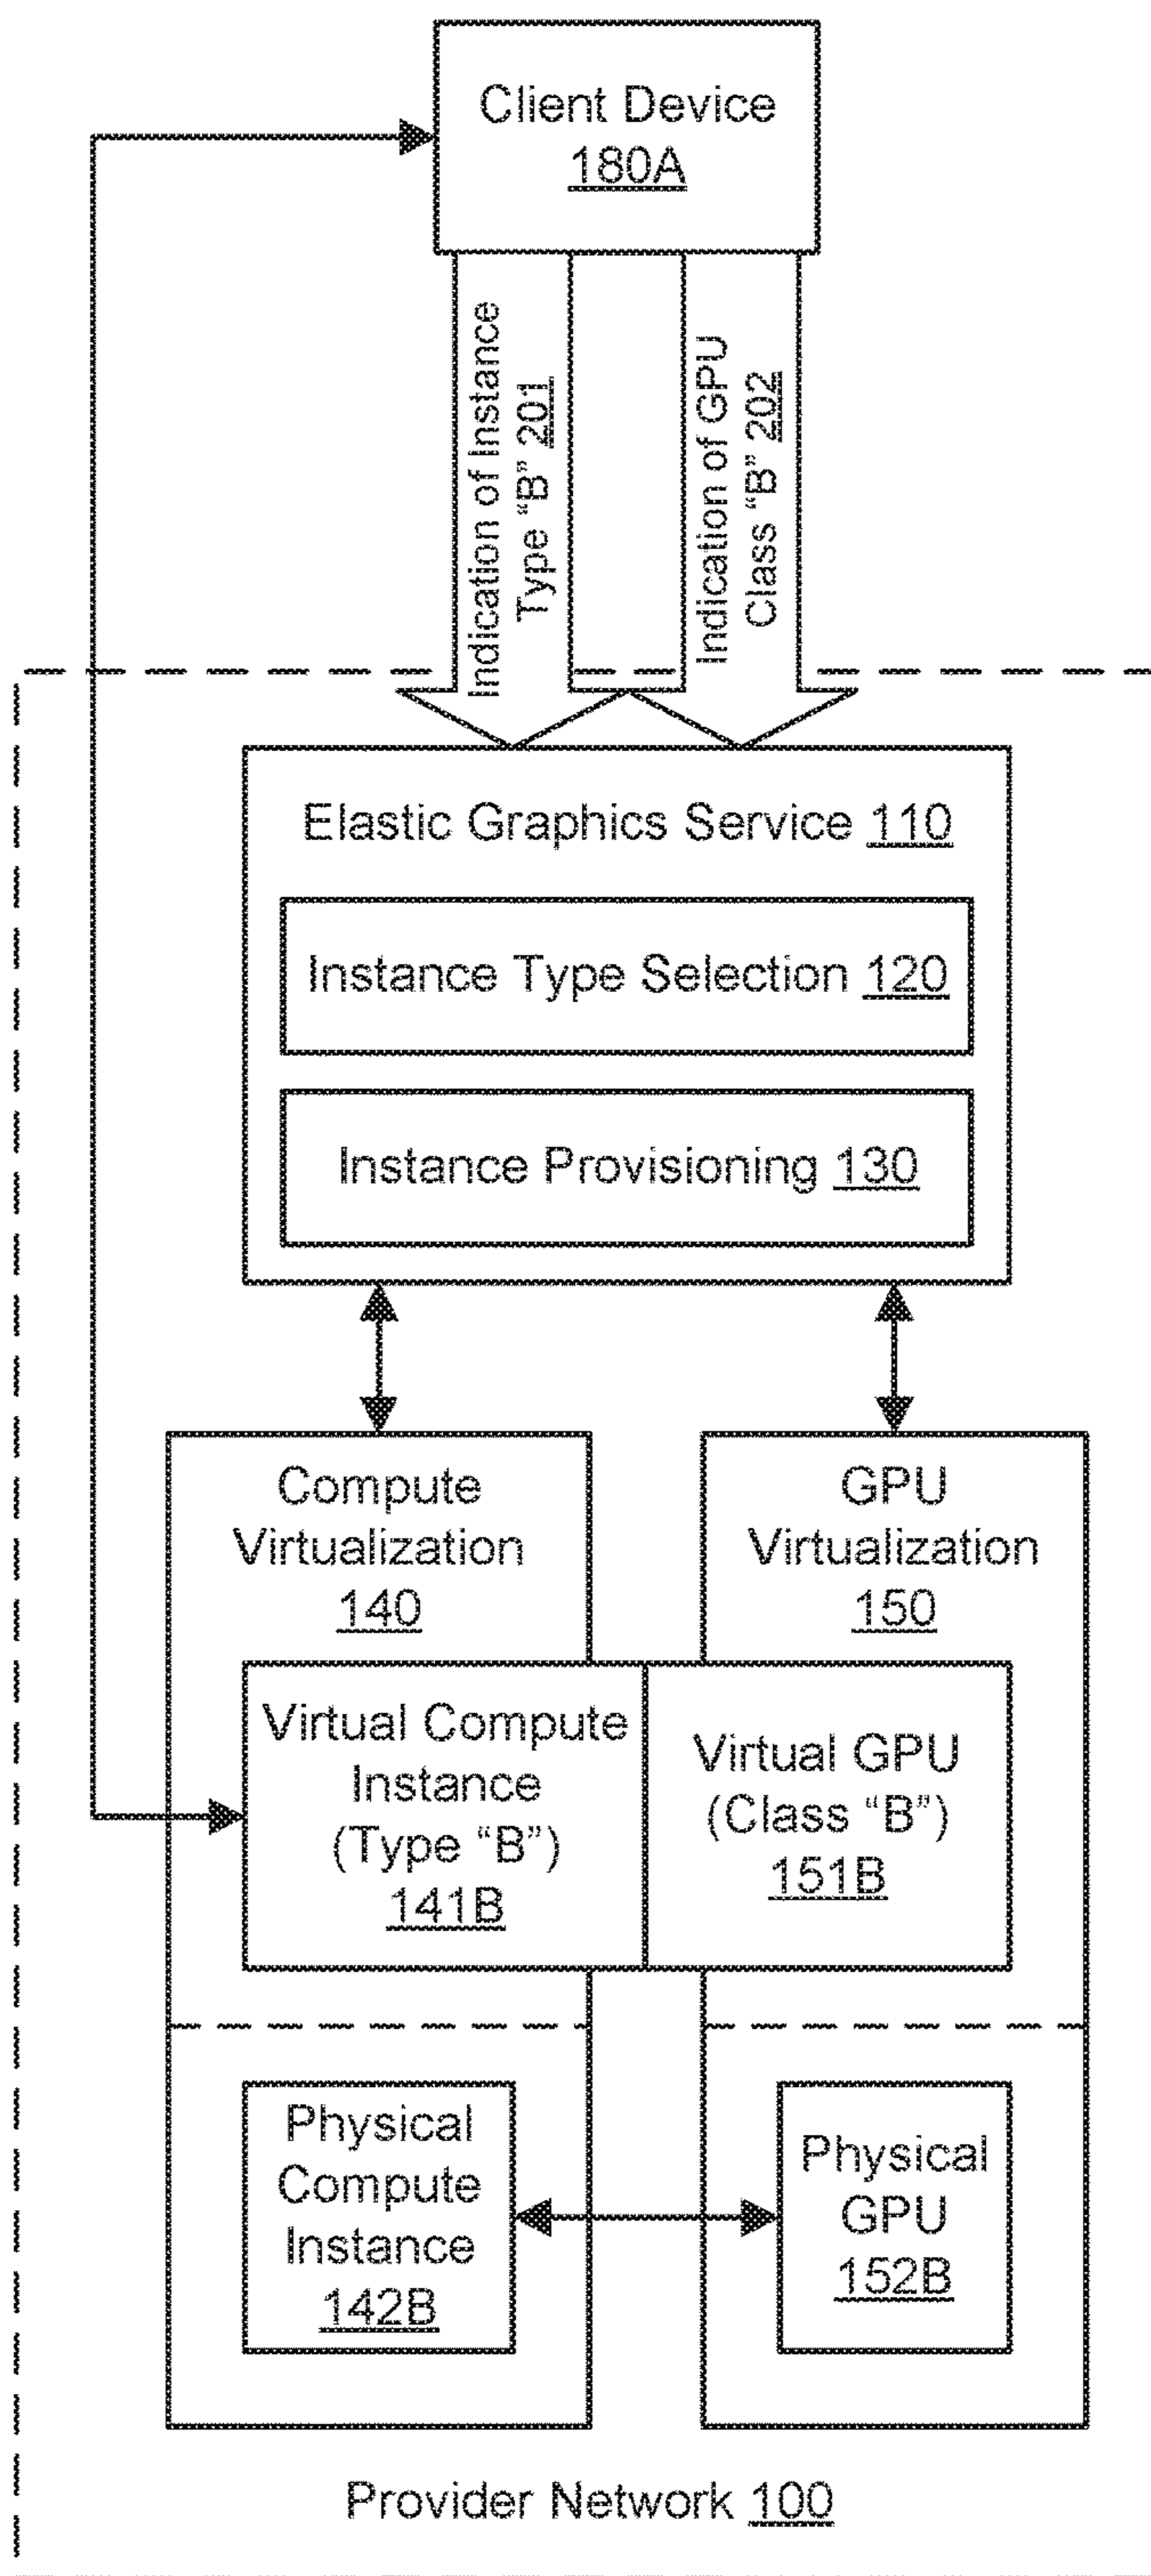 Client Device
180A
Indication of Instance
Type “B” 201
Indication of GPU
Class “B” 202
Elastic Graphics Service 110
Instance Type Selection 120
Instance Provisioning 130
Compute
Virtualization
140
GPU
Virtualization
150
Virtual Compute
Instance
(Type “B”)
141B
Virtual GPU
(Class “B”)
151B
Physical
Compute
Instance
142B
Physical
GPU
152B
Provider Network 100